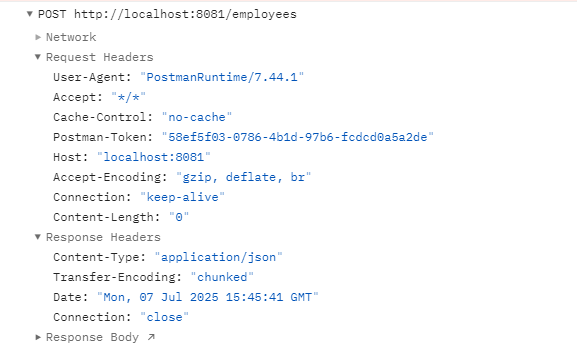 ▼ POST http://localhost:8081/employees
▶ Network
▼ Request Headers
User-Agent: "PostmanRuntime/7.44.1"
Accept: "*/*"
Cache-Control: "no-cache"
Postman-Token: "58ef5f03-0786-4b1d-97b6-fcdcd0a5a2de"
Host: "localhost:8081"
Accept-Encoding: "gzip, deflate, br"
Connection: "keep-alive"
Content-Length: "0"
▼ Response Headers
Content-Type: "application/json"
Transfer-Encoding: "chunked"
Date: "Mon, 07 Jul 2025 15:45:41 GMT"
Connection: "close"
▶ Response Body ↗